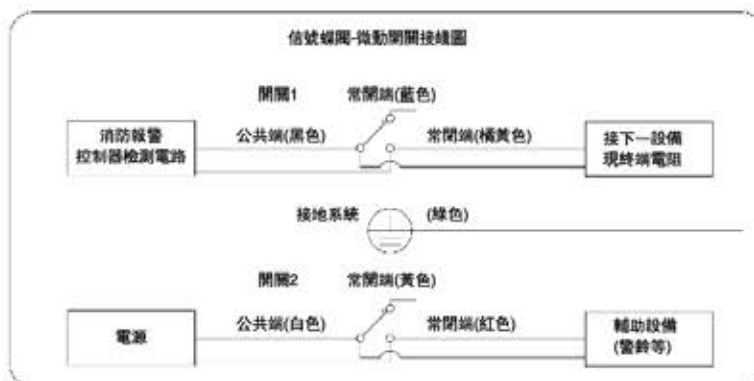 信號蝶閥-微動開關接綫圖
開關1 常開端(藍色)
消防報警
控制器檢測電路
公共端(黑色)
常閉端(橘黃色)
接下一設備
現終端電阻
接地系統 (綠色)
開關2 常開端(黃色)
電源
公共端(白色)
常閉端(紅色)
輔助設備
(警鈴等)